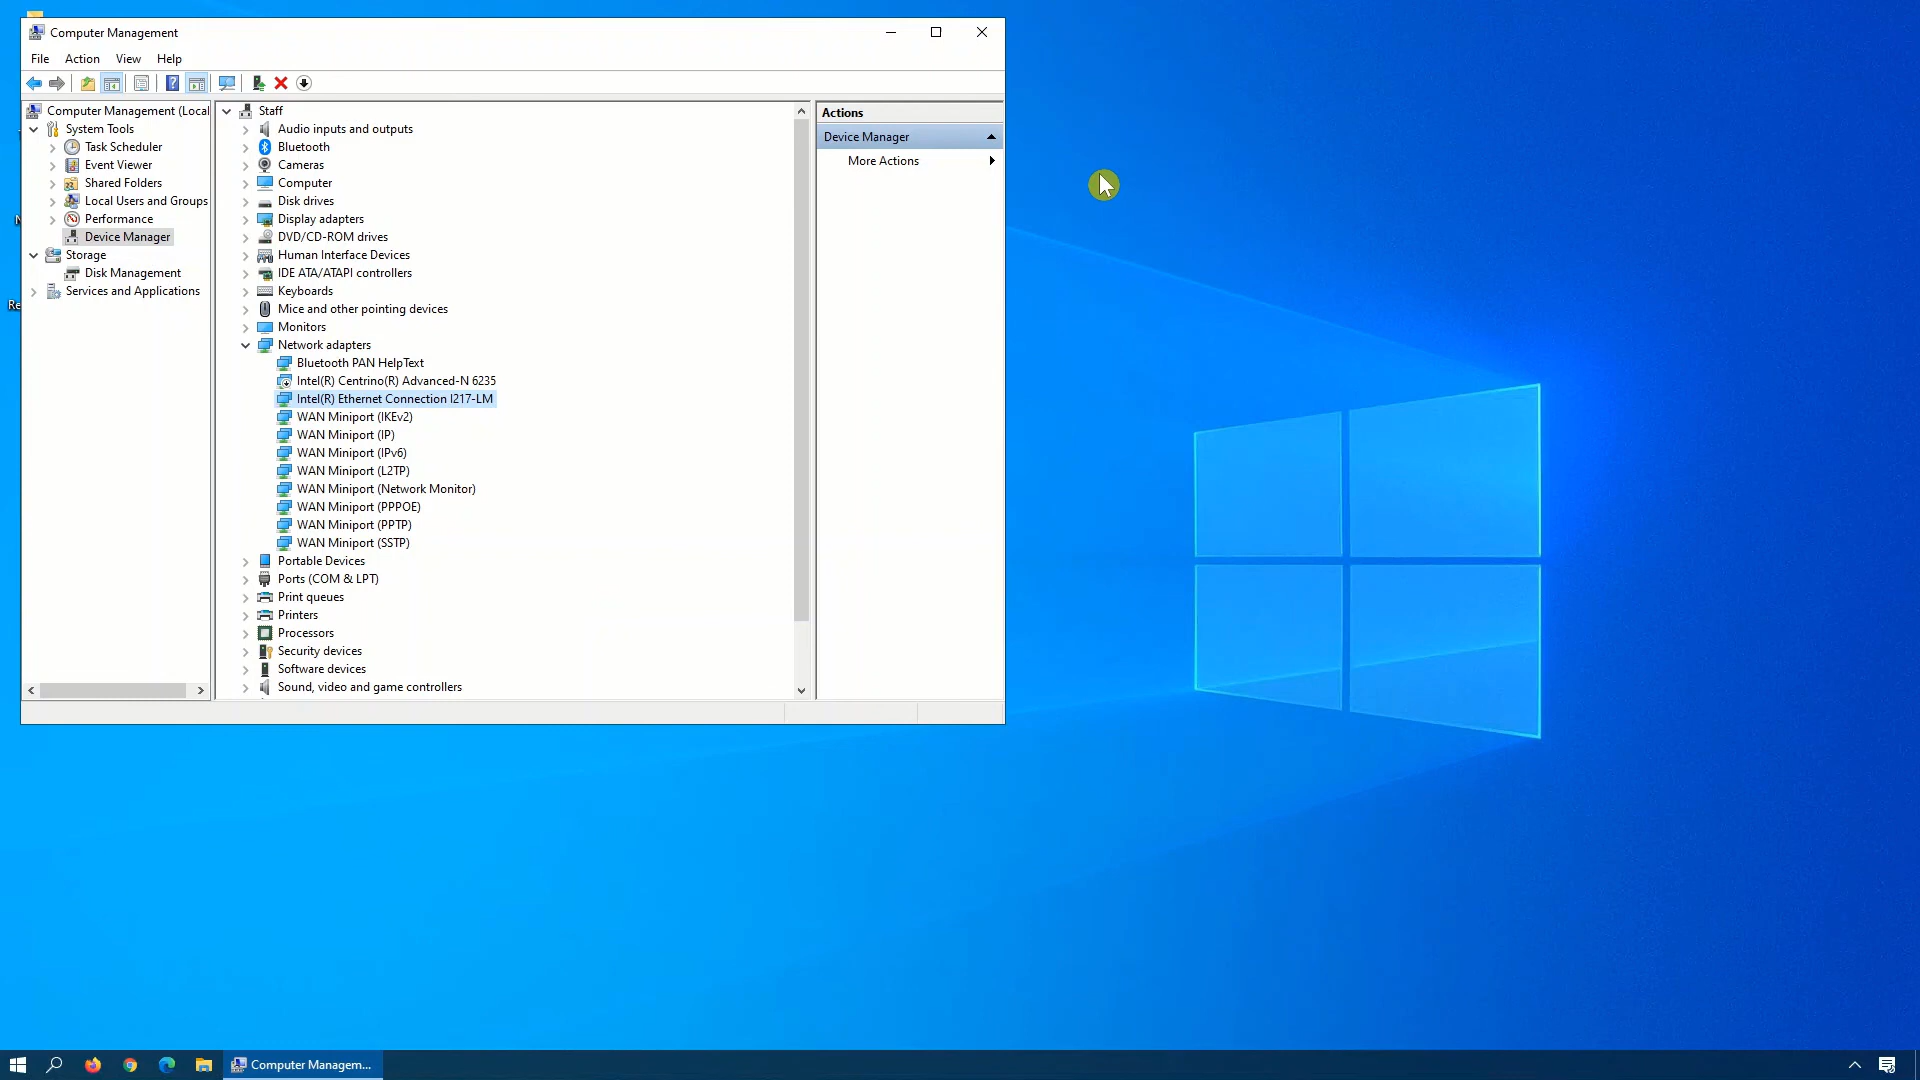 Computer Management
File Action View Help
Computer Management (Local
System Tools
Task Scheduler
Event Viewer
Shared Folders
Local Users and Groups
Performance
Device Manager
Storage
Disk Management
Services and Applications
Staff
Audio inputs and outputs
Bluetooth
Cameras
Computer
Disk drives
Display adapters
DVD/CD-ROM drives
Human Interface Devices
IDE ATA/ATAPI controllers
Keyboards
Mice and other pointing devices
Monitors
Network adapters
Bluetooth PAN HelpText
Intel(R) Centrino(R) Advanced-N 6235
Intel(R) Ethernet Connection I217-LM
WAN Miniport (IKEv2)
WAN Miniport (IP)
WAN Miniport (IPv6)
WAN Miniport (L2TP)
WAN Miniport (Network Monitor)
WAN Miniport (PPPOE)
WAN Miniport (PPTP)
WAN Miniport (SSTP)
Portable Devices
Ports (COM & LPT)
Print queues
Printers
Processors
Security devices
Software devices
Sound, video and game controllers
Actions
Device Manager
More Actions
Re
Computer Managem...